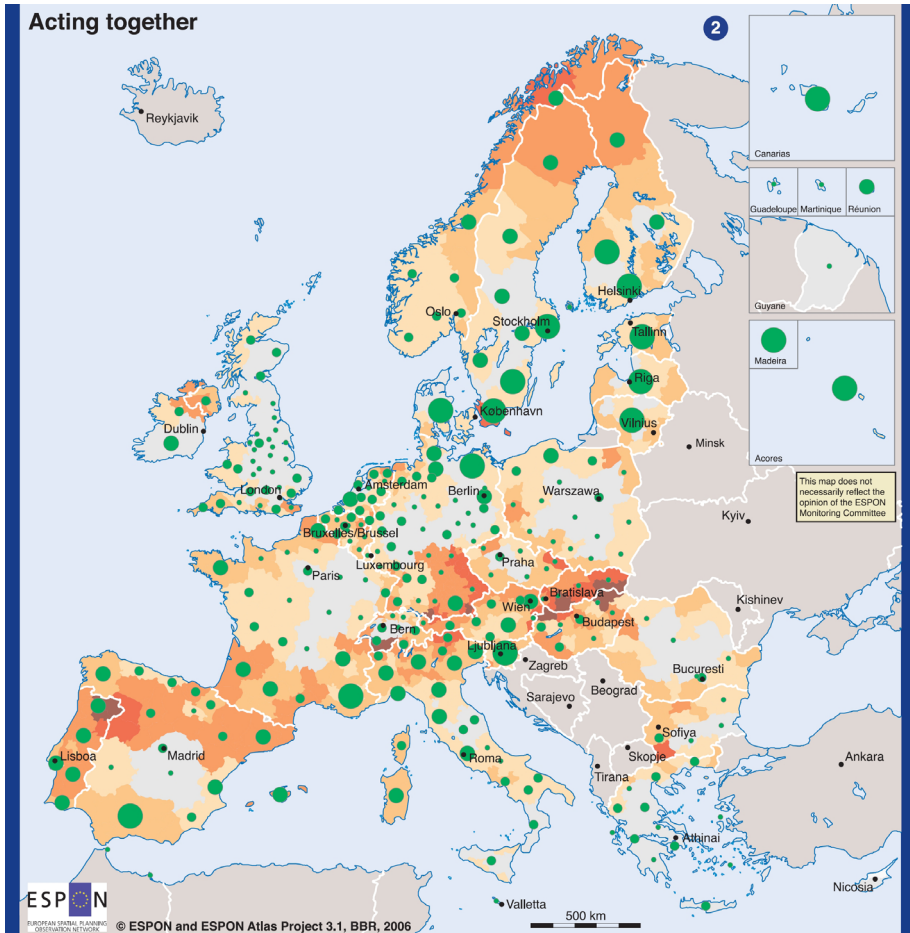 Acting together
2
Reykjavik
Canarias
Guadeloupe
Martinique
Réunion
Guyane
Madeira
Acores
Helsinki
Oslo
Stockholm
Tallinn
Riga
København
Vilnius
Minsk
Dublin
London
Amsterdam
Berlin
Warszawa
This map does not
necessarily reflect the
opinion of the ESPON
Monitoring Committee
Kyiv
Bruxelles/Brussel
Luxembourg
Paris
Praha
Bratislava
Wien
Kishinev
Budapest
Bern
Ljubljana
Zagreb
Bucuresti
Beograd
Sarajevo
Sofiya
Skopje
Tirana
Madrid
Lisboa
Roma
Ankara
Athinai
Nicosia
Valletta
500 km
ESPON
EUROPEAN SPATIAL PLANNING
OBSERVATION NETWORK
© ESPON and ESPON Atlas Project 3.1, BBR, 2006